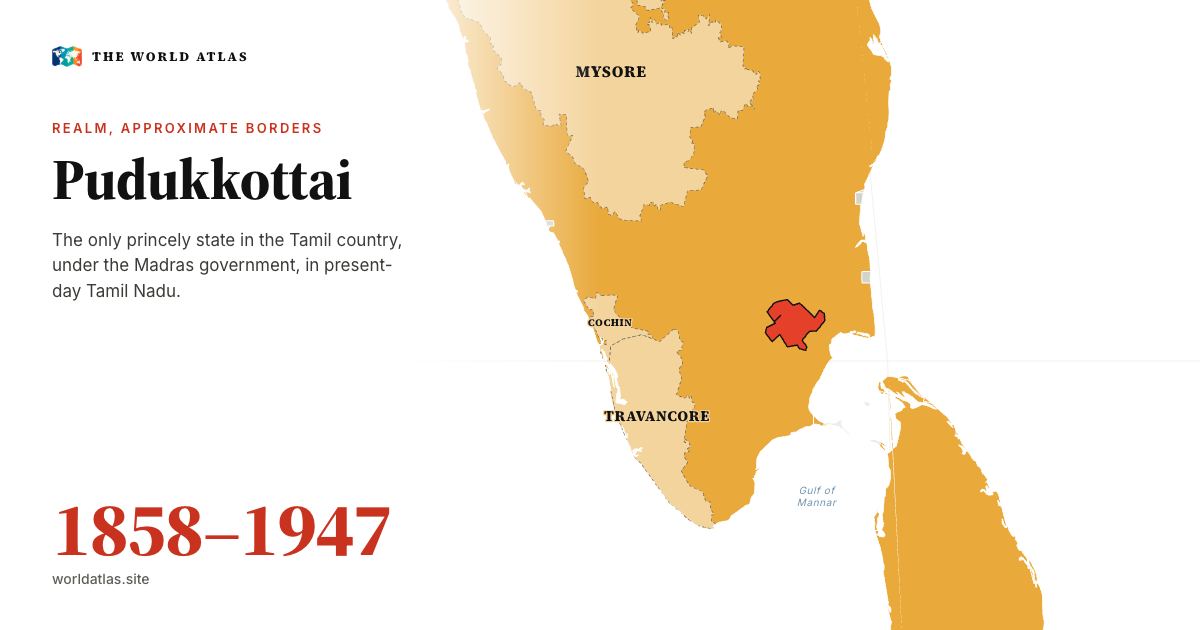 THE WORLD ATLAS
REALM, APPROXIMATE BORDERS
Pudukkottai
The only princely state in the Tamil country,
under the Madras government, in present-
day Tamil Nadu.
1858–1947
worldatlas.site
MYSORE
COCHIN
TRAVANCORE
Gulf of
Mannar